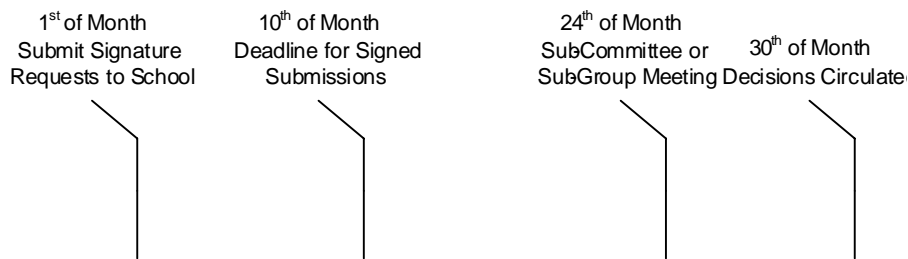 1st of Month
Submit Signature
Requests to School
10th of Month
Deadline for Signed
Submissions
24th of Month
SubCommittee or
SubGroup Meeting
30th of Month
Decisions Circulate